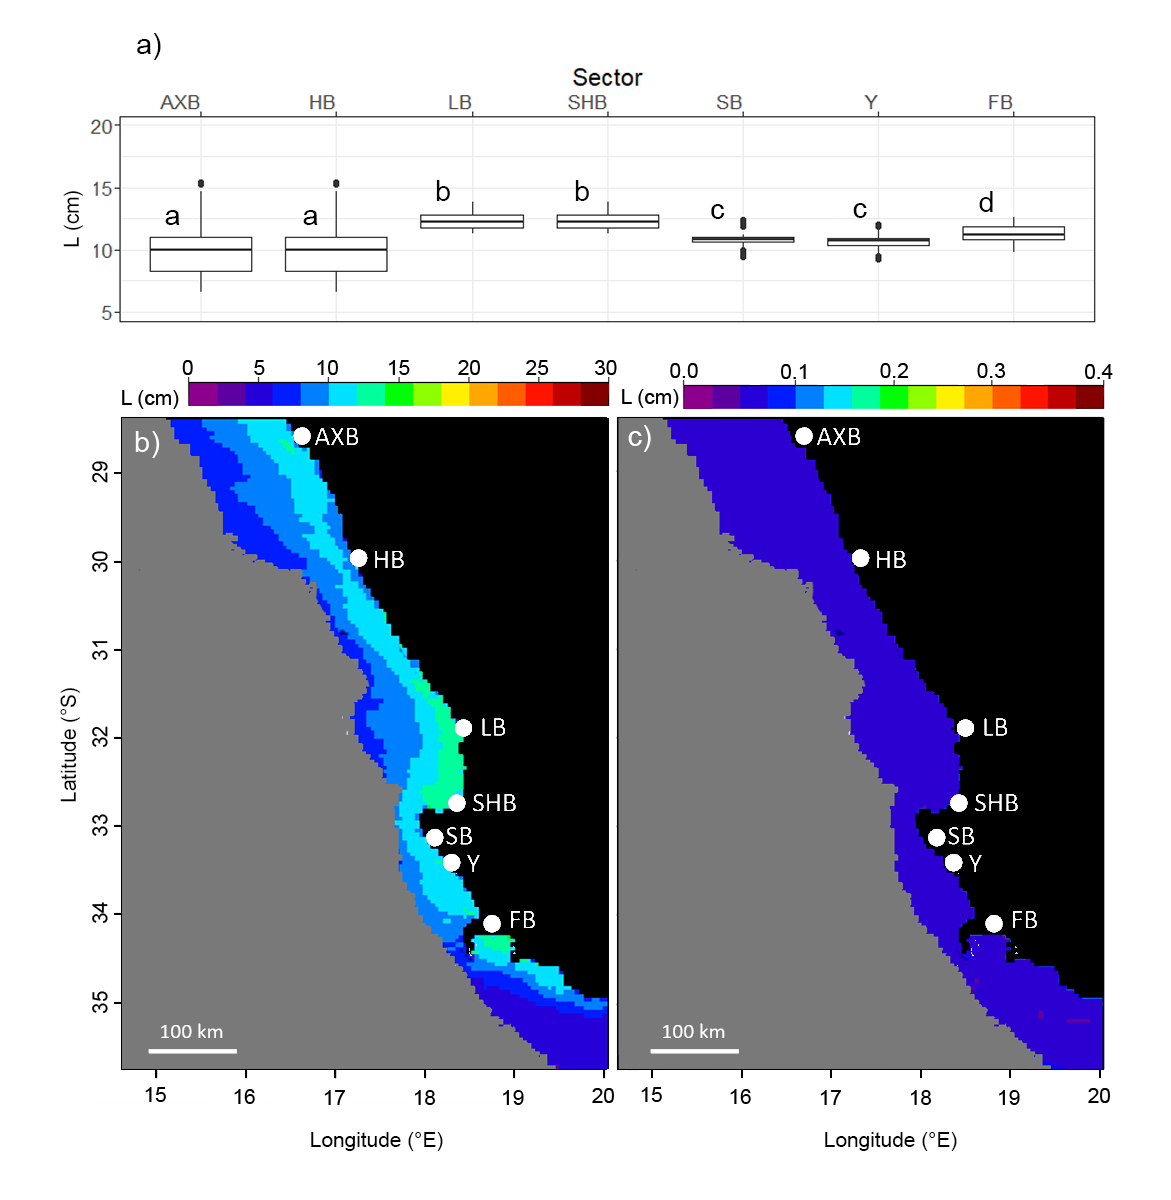 a)
Sector
AXB HB LB SHB SB Y FB
20
15
10
5
L (cm)
a a b b c c d
0 5 10 15 20 25 30
L (cm)
0.0 0.1 0.2 0.3 0.4
L (cm)
b)
AXB
HB
LB
SHB
SB
Y
FB
100 km
29
30
31
32
33
34
35
Latitude (°S)
15 16 17 18 19 20
Longitude (°E)
c)
AXB
HB
LB
SHB
SB
Y
FB
100 km
15 16 17 18 19 20
Longitude (°E)